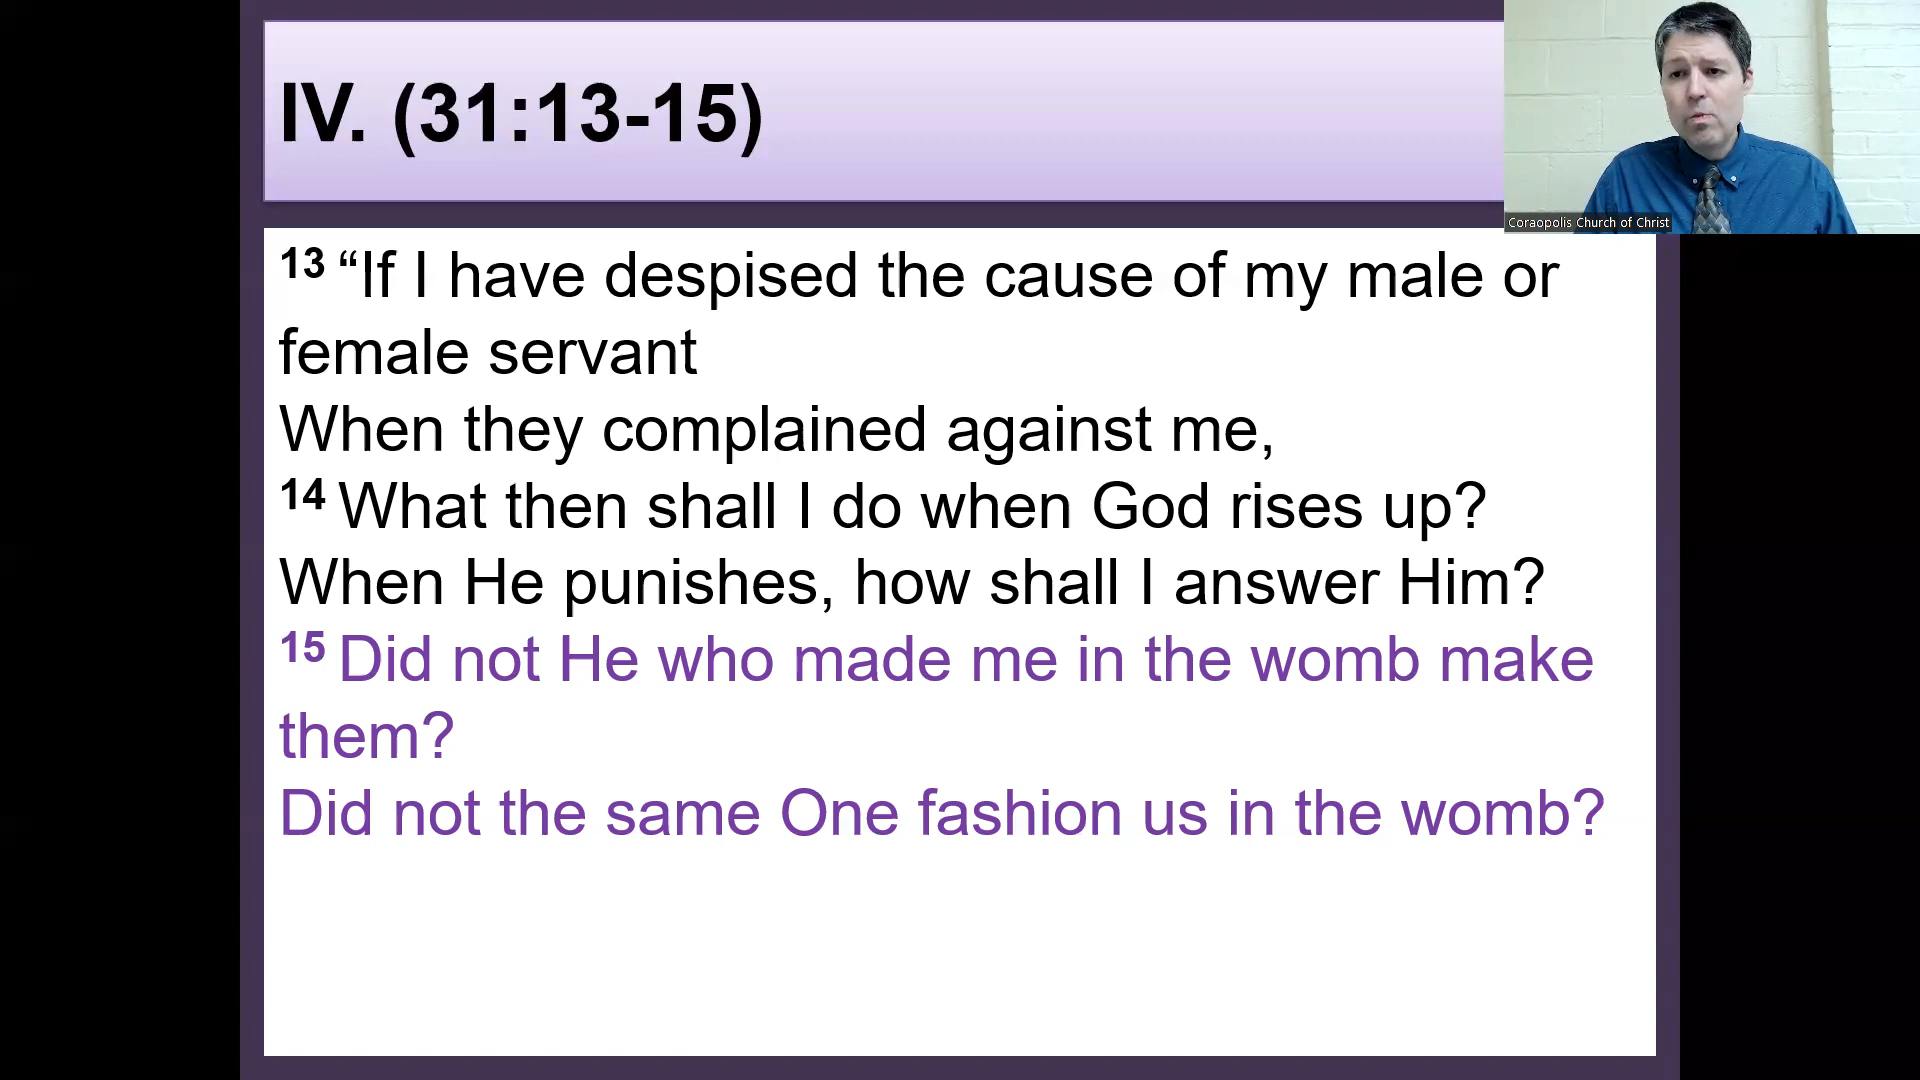 IV. (31:13-15)
Coraopolis Church of Christ
13 “If I have despised the cause of my male or
female servant
When they complained against me,
14 What then shall I do when God rises up?
When He punishes, how shall I answer Him?
15 Did not He who made me in the womb make
them?
Did not the same One fashion us in the womb?